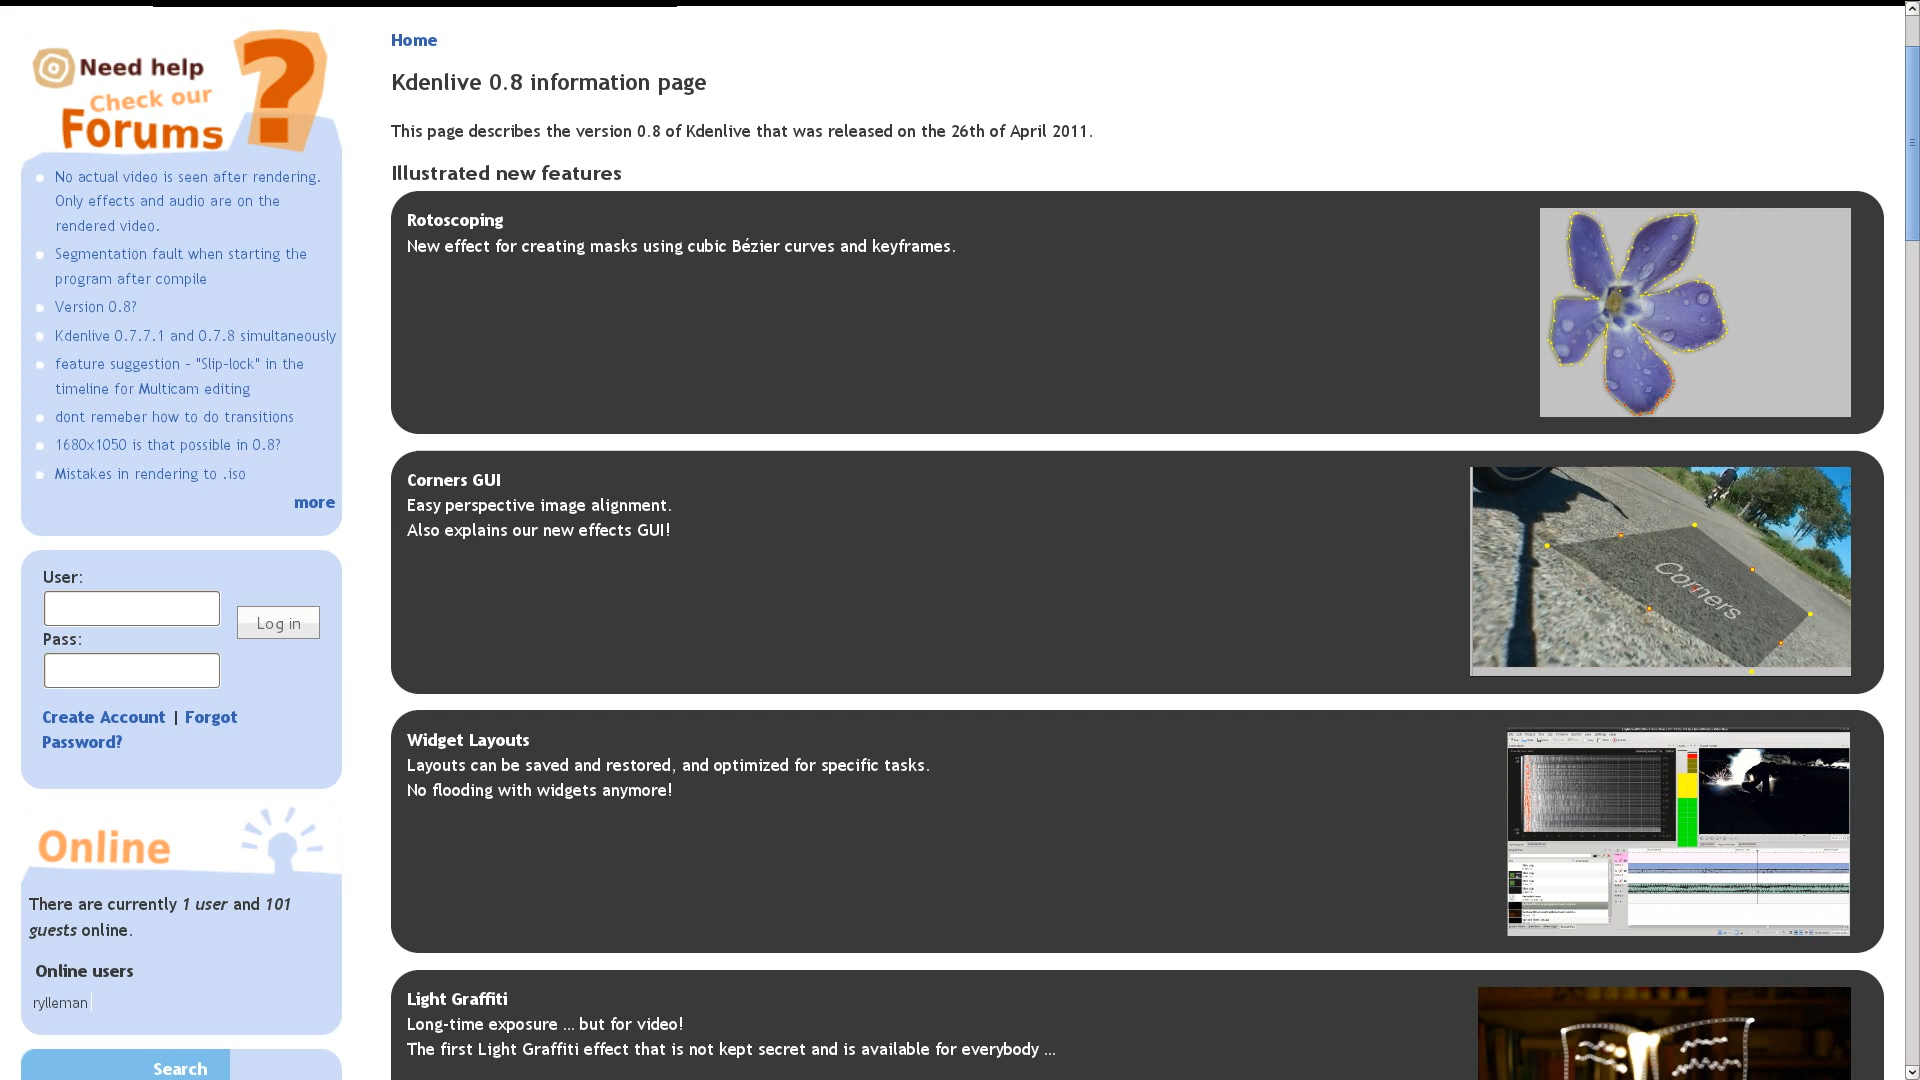 Need help
Check our
Forums
?
No actual video is seen after rendering.
Only effects and audio are on the
rendered video.
Segmentation fault when starting the
program after compile
Version 0.8?
Kdenlive 0.7.7.1 and 0.7.8 simultaneously
feature suggestion - "Slip-lock" in the
timeline for Multicam editing
dont remeber how to do transitions
1680x1050 is that possible in 0.8?
Mistakes in rendering to .iso
more
User:
Log in
Pass:
Create Account | Forgot
Password?
Online
There are currently 1 user and 101
guests online.
Online users
rylleman
Search
Home
Kdenlive 0.8 information page
This page describes the version 0.8 of Kdenlive that was released on the 26th of April 2011.
Illustrated new features
Rotoscoping
New effect for creating masks using cubic Bézier curves and keyframes.
Corners GUI
Easy perspective image alignment.
Also explains our new effects GUI!
Corners
Widget Layouts
Layouts can be saved and restored, and optimized for specific tasks.
No flooding with widgets anymore!
Light Graffiti
Long-time exposure ... but for video!
The first Light Graffiti effect that is not kept secret and is available for everybody ...